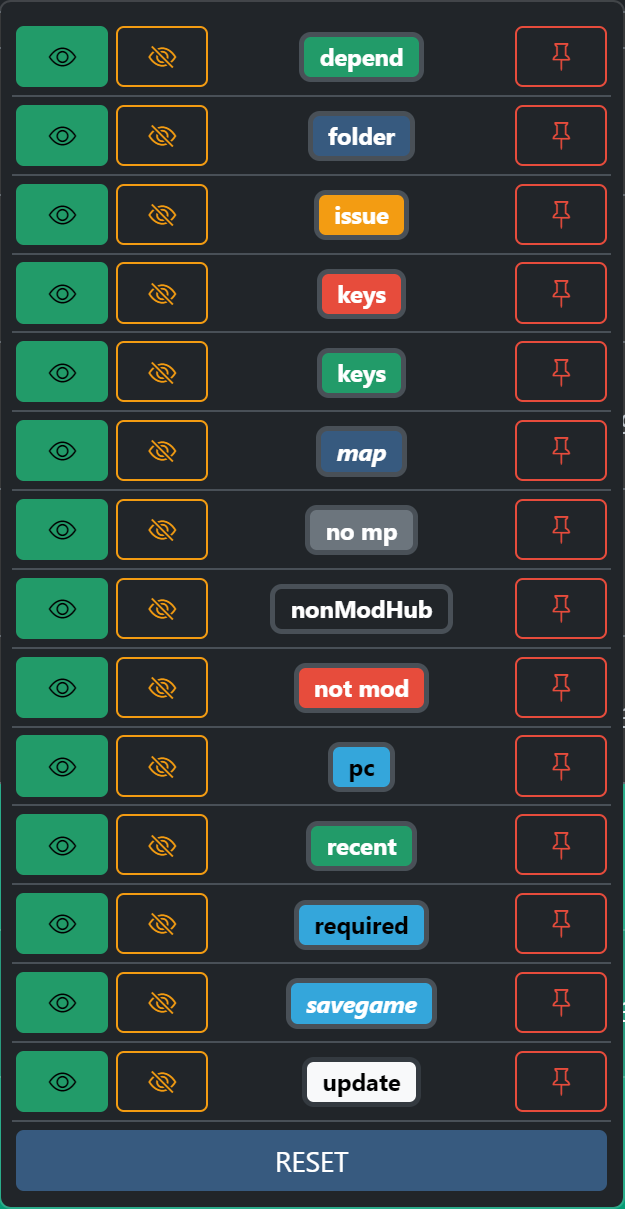 depend
folder
issue
keys
keys
map
no mp
nonModHub
not mod
pc
recent
required
savegame
update
RESET